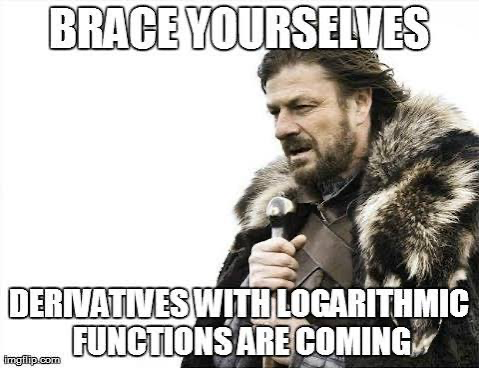 BRACE YOURSELVES
DERIVATIVES WITH LOGARITHMIC
FUNCTIONS ARE COMING
imgflip.com